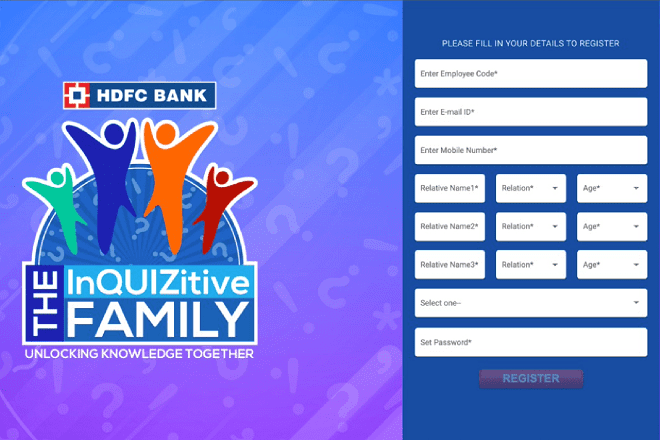 HDFC BANK
THE
InQUIZitive
FAMILY
UNLOCKING KNOWLEDGE TOGETHER
PLEASE FILL IN YOUR DETAILS TO REGISTER
Enter Employee Code*
Enter E-mail ID*
Enter Mobile Number*
Relative Name1* Relation* Age*
Relative Name2* Relation* Age*
Relative Name3* Relation* Age*
Select one--
Set Password*
REGISTER